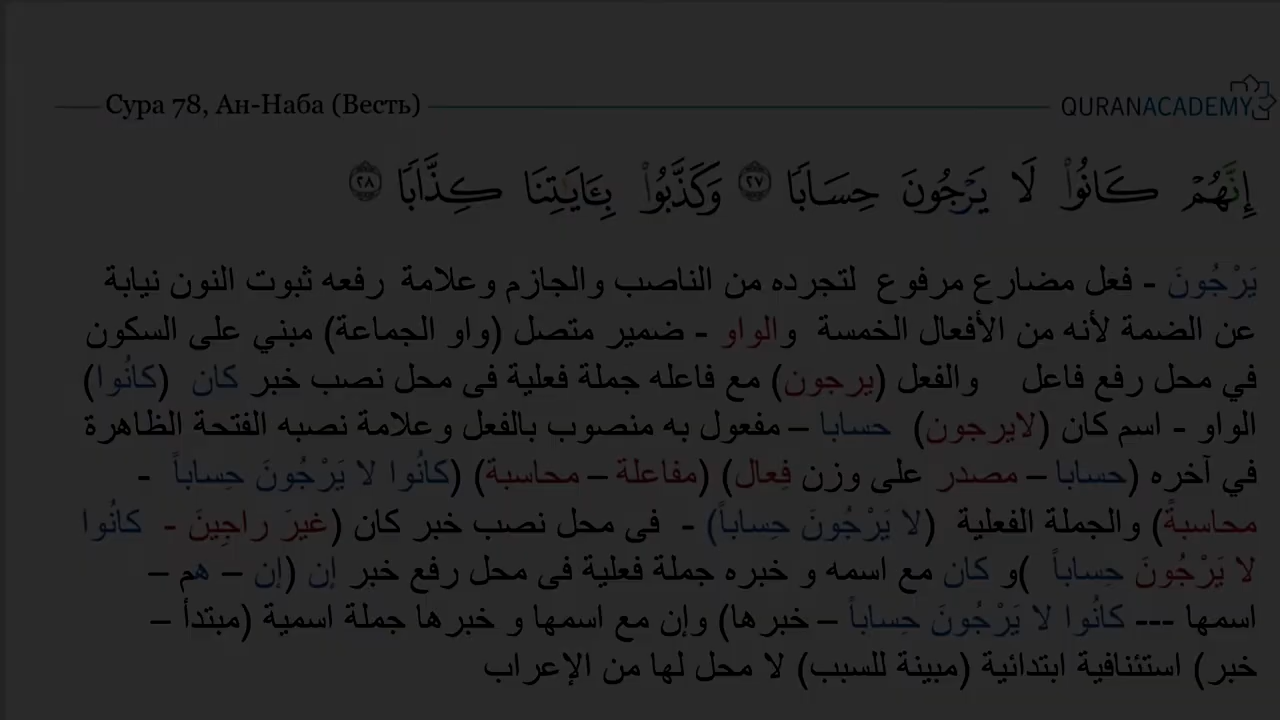 Сура 78, Ан-Наба (Весть)
QURANACADEMY
إِنَّهُمْ كَانُوا۟ لَا يَرْجُونَ حِسَابًا ٢٧ وَكَذَّبُوا۟ بِـَٔايَـٰتِنَا كِذَّابًا ٢٨
يَرْجُونَ - فعل مضارع مرفوع لتجرده من الناصب والجازم وعلامة رفعه ثبوت النون نيابة
عن الضمة لأنه من الأفعال الخمسة والواو - ضمير متصل (واو الجماعة) مبني على السكون
في محل رفع فاعل والفعل (يرجون) مع فاعله جملة فعلية فى محل نصب خبر كان (كانُوا)
الواو - اسم كان (لايرجون) حسابا – مفعول به منصوب بالفعل وعلامة نصبه الفتحة الظاهرة
في آخره (حسابا – مصدر على وزن فِعال) (مفاعلة – محاسبة) (كانُوا لا يَرْجُونَ حِساباً -
محاسبةً) والجملة الفعلية (لا يَرْجُونَ حِساباً) - فى محل نصب خبر كان (غيرَ راجِينَ - كانُوا
لا يَرْجُونَ حِساباً )و كان مع اسمه و خبره جملة فعلية فى محل رفع خبر إن (إن – هم –
اسمها --- كانُوا لا يَرْجُونَ حِساباً – خبرها) وإن مع اسمها و خبرها جملة اسمية (مبتدأ –
خبر) استئنافية ابتدائية (مبينة للسبب) لا محل لها من الإعراب